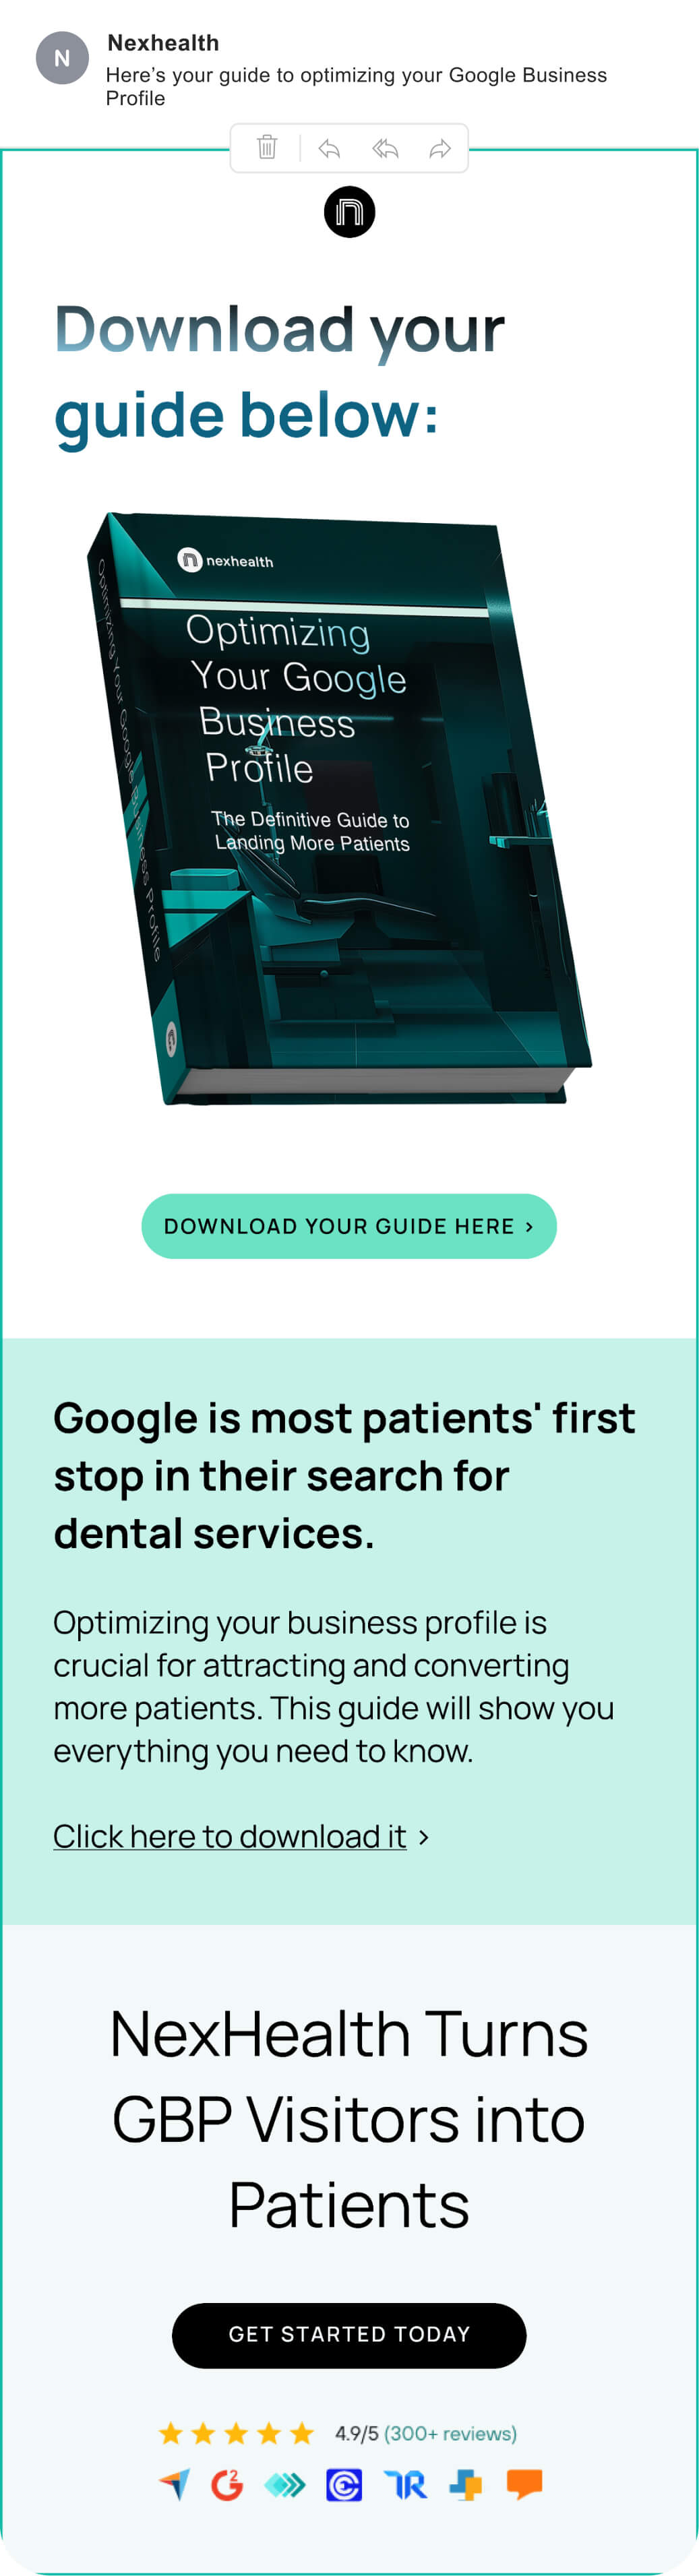 N
Nexhealth
Here's your guide to optimizing your Google Business
Profile
Download your
guide below:
nexhealth
Optimizing
Your Google
Business
Profile
The Definitive Guide to
Landing More Patients
Optimizing Your Google Business Profile
DOWNLOAD YOUR GUIDE HERE ›
Google is most patients' first
stop in their search for
dental services.
Optimizing your business profile is
crucial for attracting and converting
more patients. This guide will show you
everything you need to know.
Click here to download it ›
NexHealth Turns
GBP Visitors into
Patients
GET STARTED TODAY
4.9/5 (300+ reviews)
G2
TR